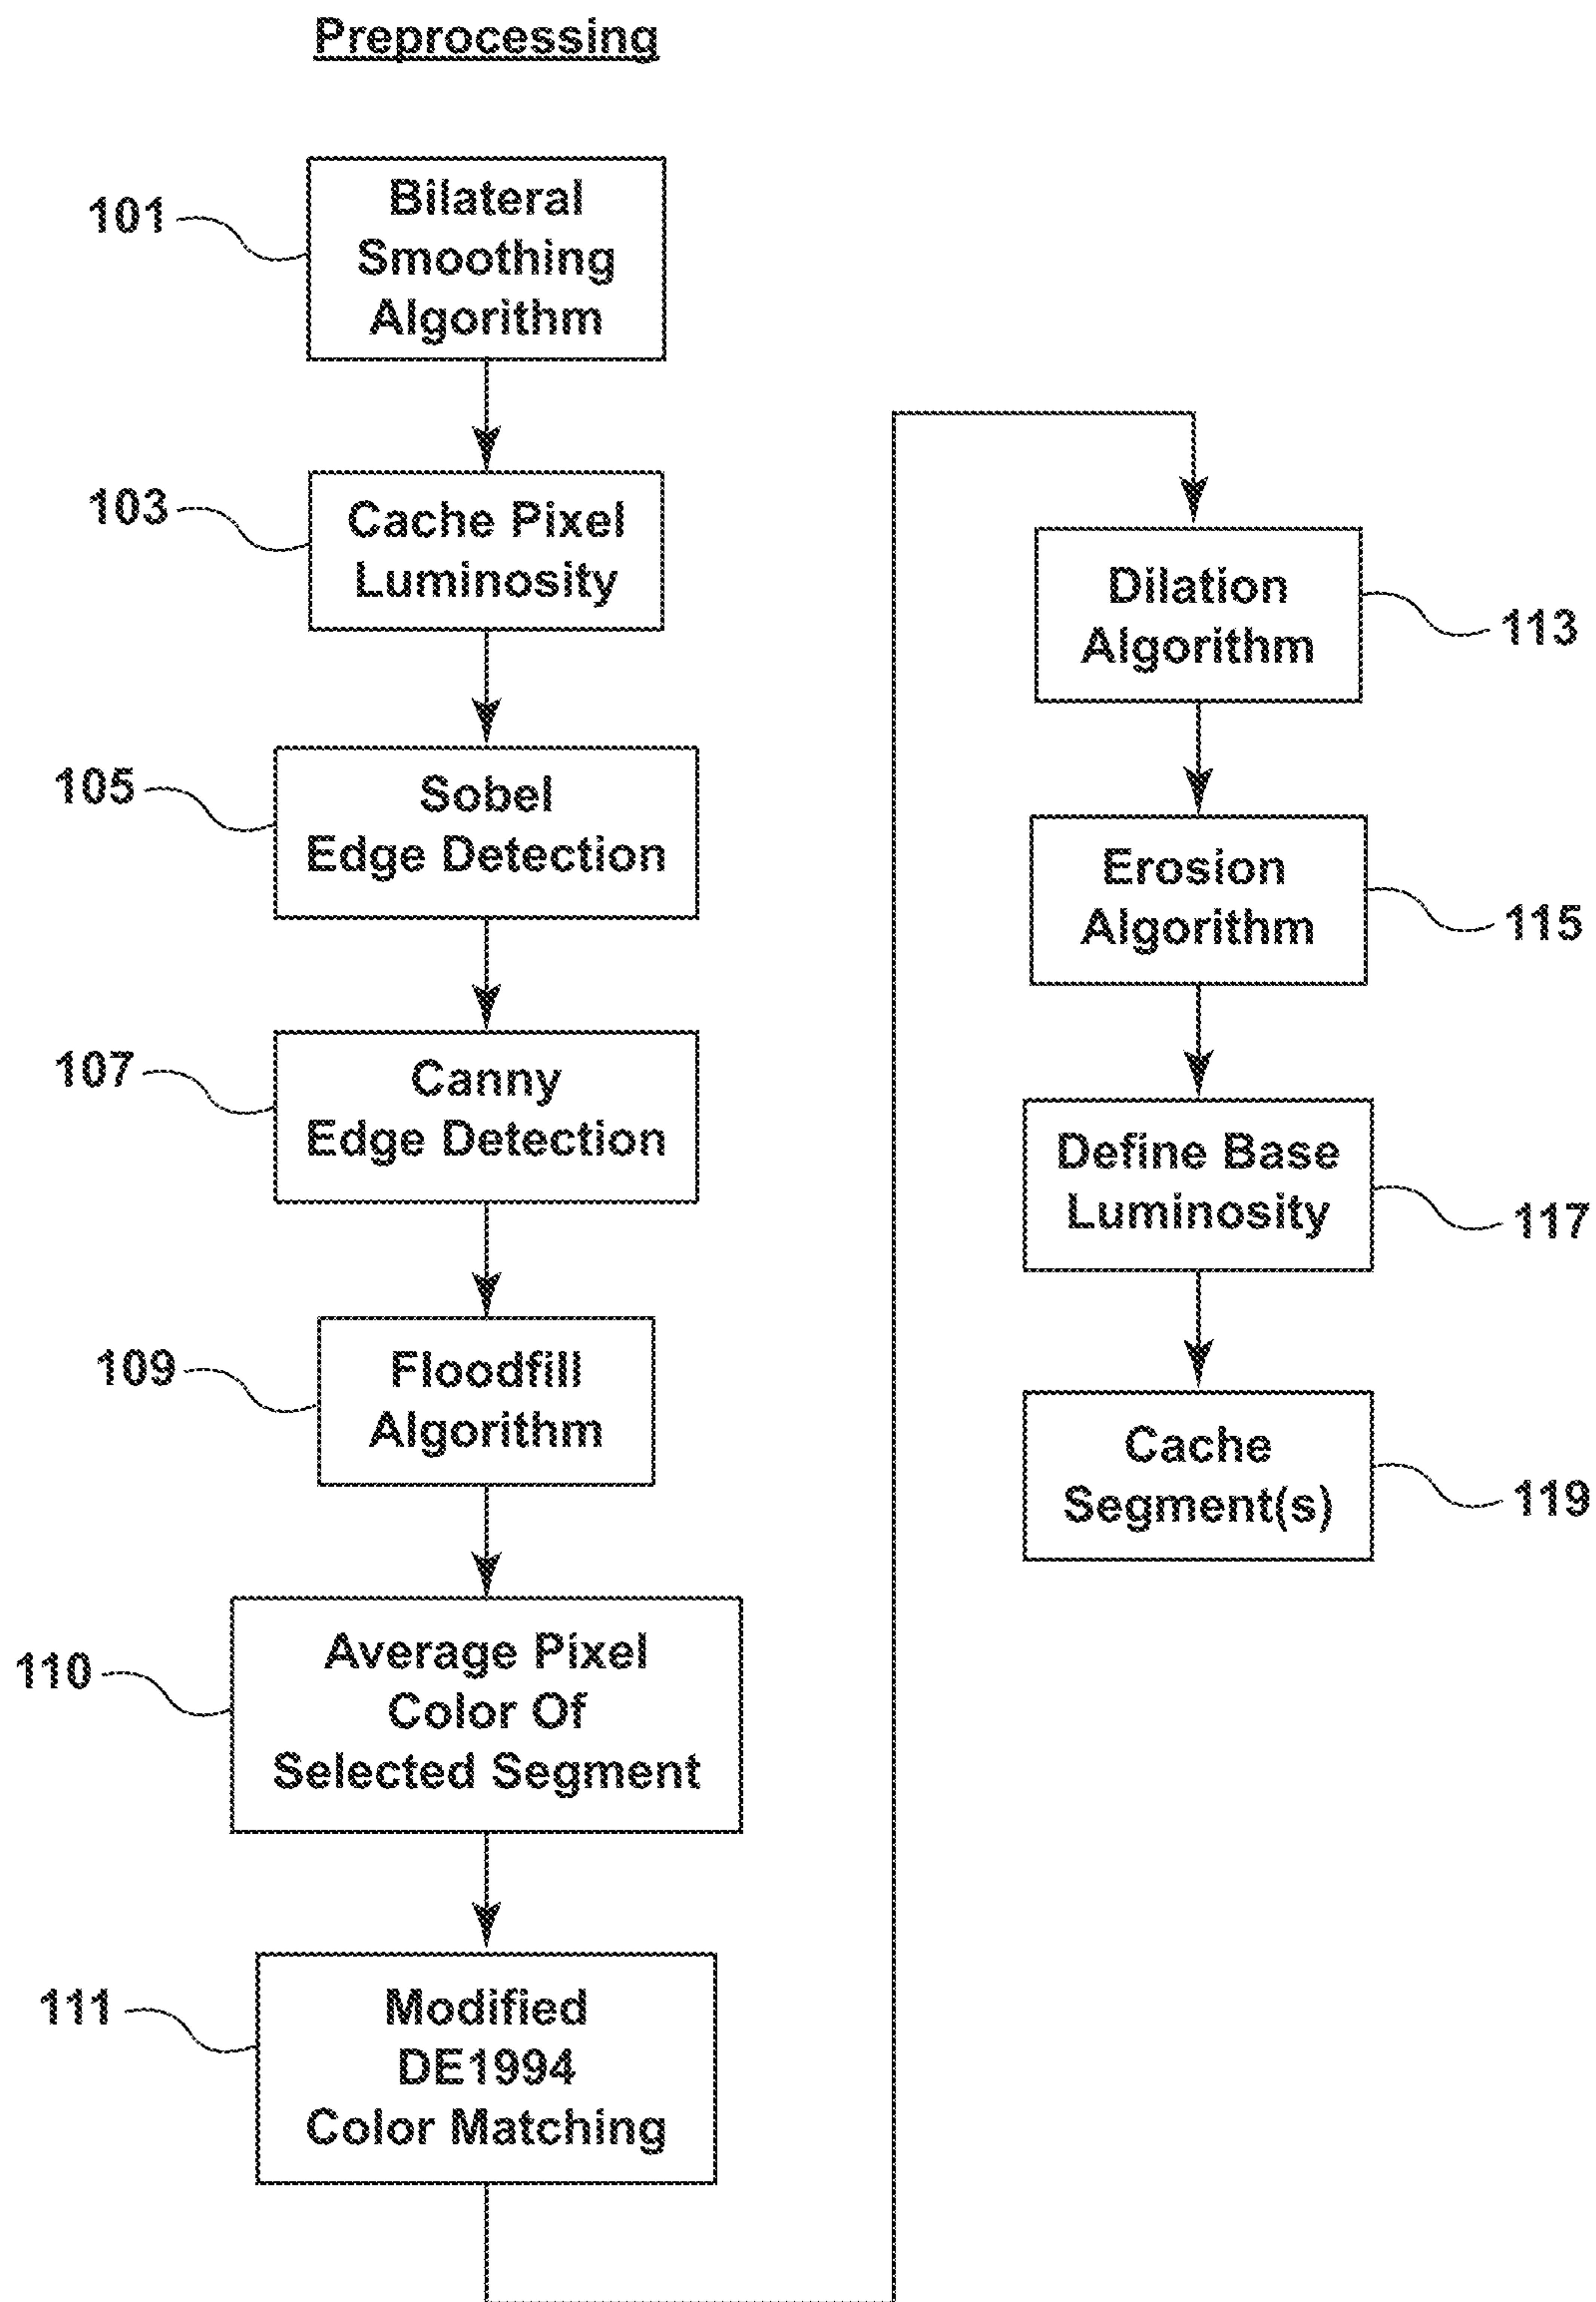 Preprocessing
101
Bilateral
Smoothing
Algorithm
103
Cache Pixel
Luminosity
105
Sobel
Edge Detection
107
Canny
Edge Detection
109
Floodfill
Algorithm
110
Average Pixel
Color Of
Selected Segment
111
Modified
DE1994
Color Matching
Dilation
Algorithm
113
Erosion
Algorithm
115
Define Base
Luminosity
117
Cache
Segment(s)
119